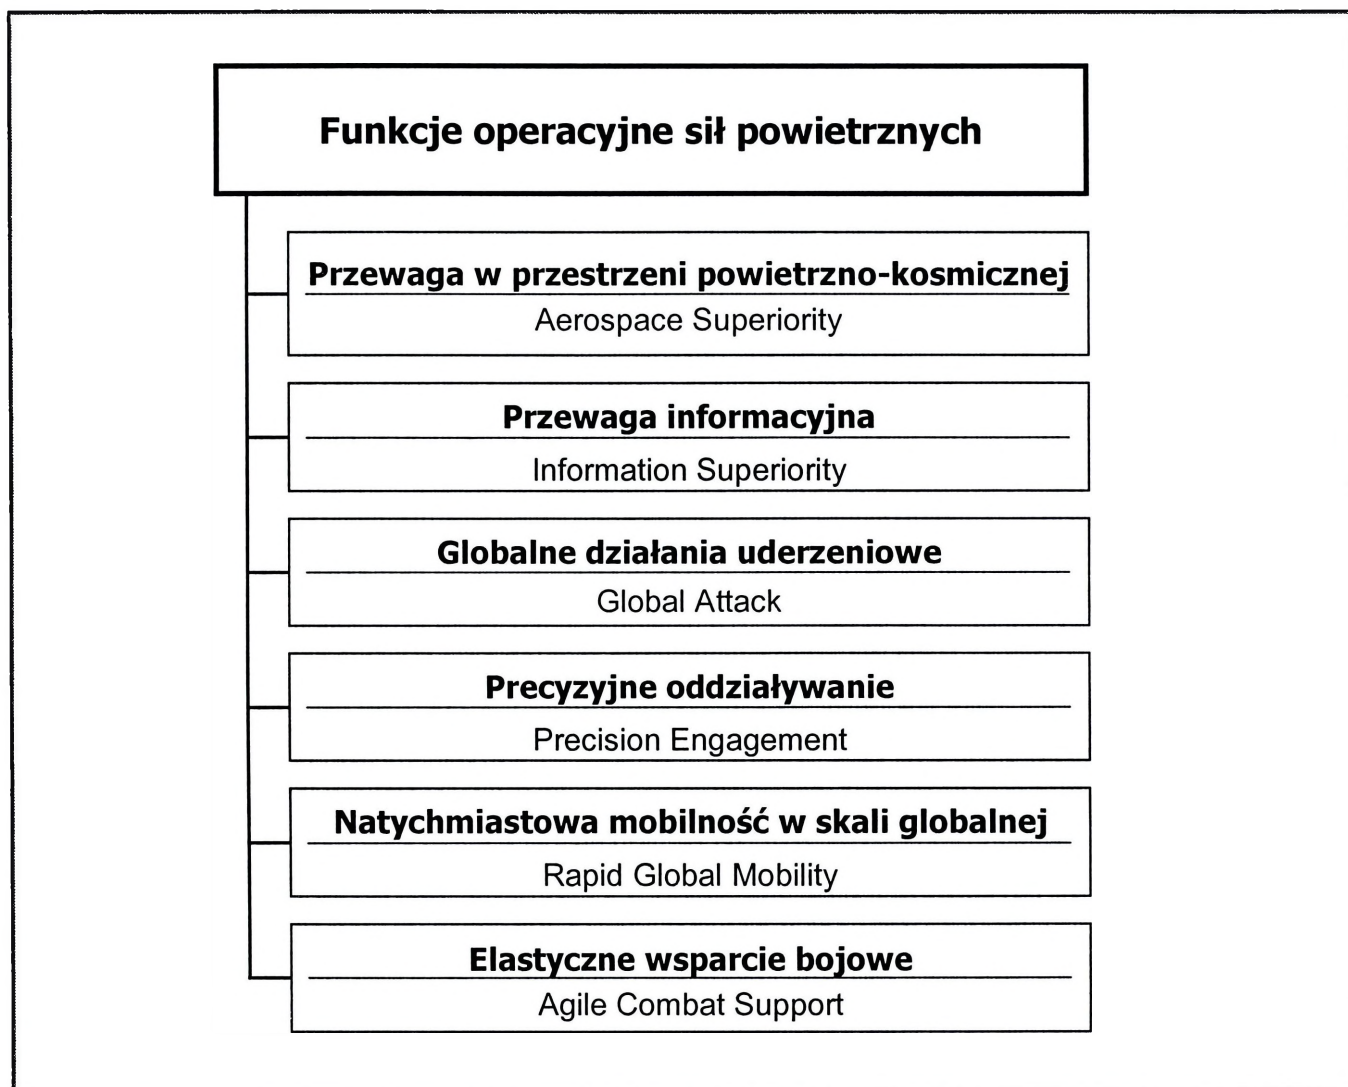 Funkcje operacyjne sił powietrznych
Przewaga w przestrzeni powietrzno-kosmicznej
Aerospace Superiority
Przewaga informacyjna
Information Superiority
Globalne działania uderzeniowe
Global Attack
Precyzyjne oddziaływanie
Precision Engagement
Natychmiastowa mobilność w skali globalnej
Rapid Global Mobility
Elastyczne wsparcie bojowe
Agile Combat Support